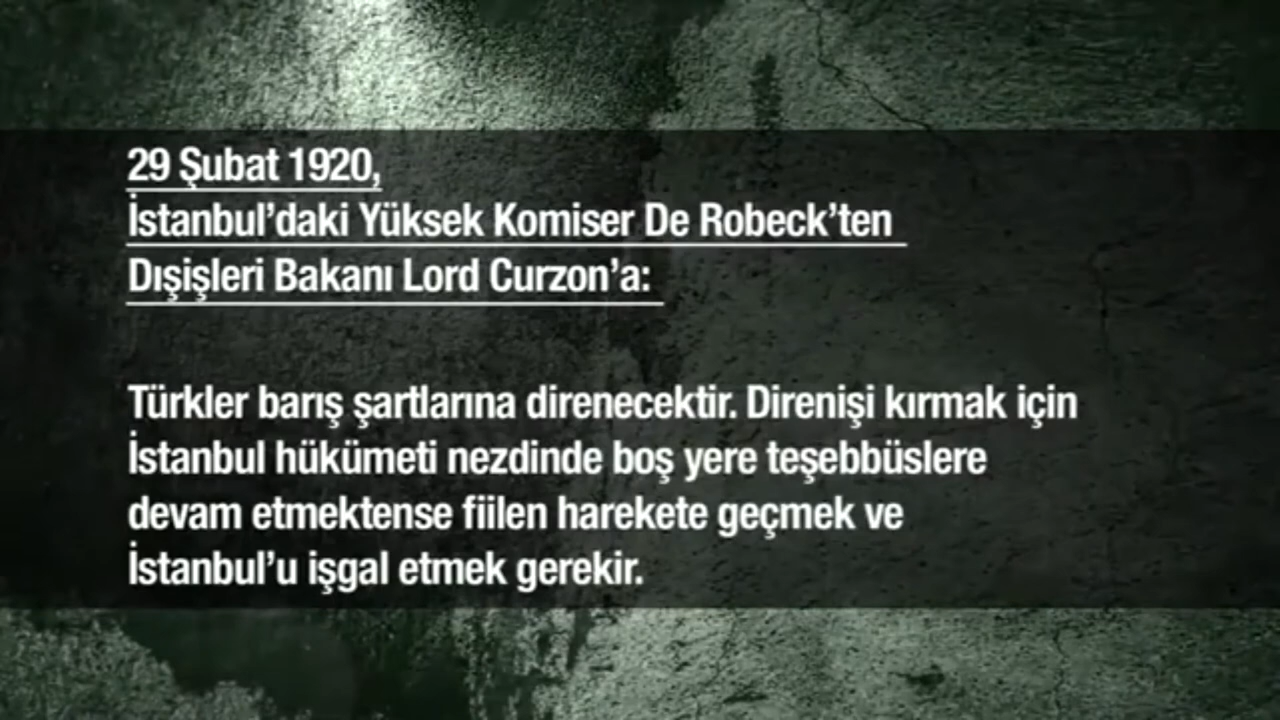 29 Şubat 1920,
İstanbul'daki Yüksek Komiser De Robeck'ten
Dışişleri Bakanı Lord Curzon'a:
Türkler barış şartlarına direnecektir. Direnişi kırmak için
İstanbul hükümeti nezdinde boş yere teşebbüslere
devam etmektense fiilen harekete geçmek ve
İstanbul'u işgal etmek gerekir.